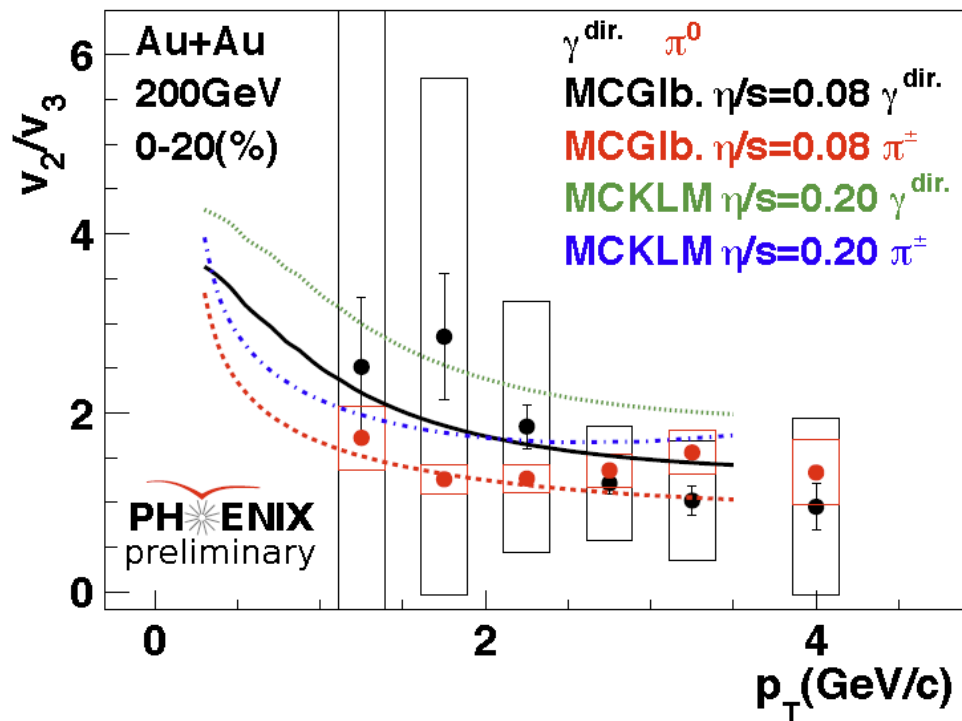 Au+Au
200GeV
0-20(%)
γ dir. π⁰
MCGlb. η/s=0.08 γ dir.
MCGlb. η/s=0.08 π±
MCKLM η/s=0.20 γ dir.
MCKLM η/s=0.20 π±
v₂/v₃
6
4
2
0
PHENIX
preliminary
0 2 4
p_T(GeV/c)